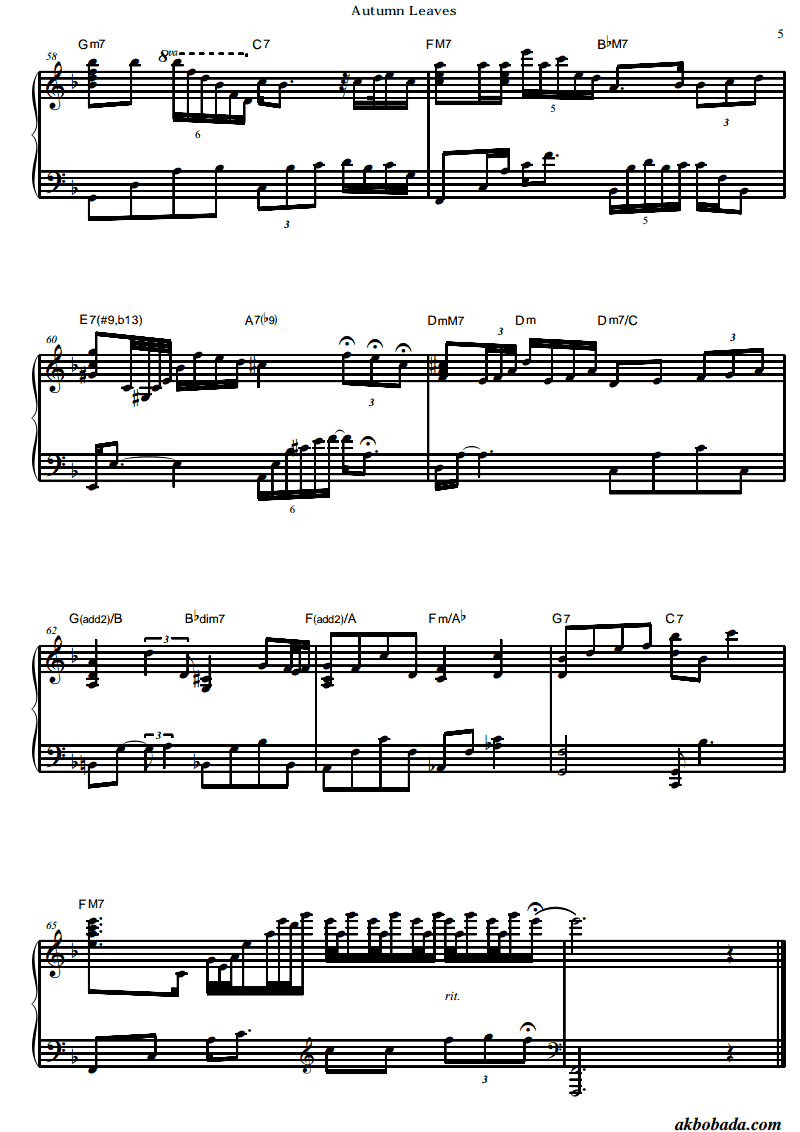 Autumn Leaves
5
Gm7 8va C7 FM7 B♭M7
58
6 3 5 5 3
60
E7(#9,b13) A7(♭9) DmM7 Dm Dm7/C
3 6 3 3
62
G(add2)/B B♭dim7 F(add2)/A Fm/A♭ G7 C7
3 3
FM7
65
rit.
3
akbobada.com